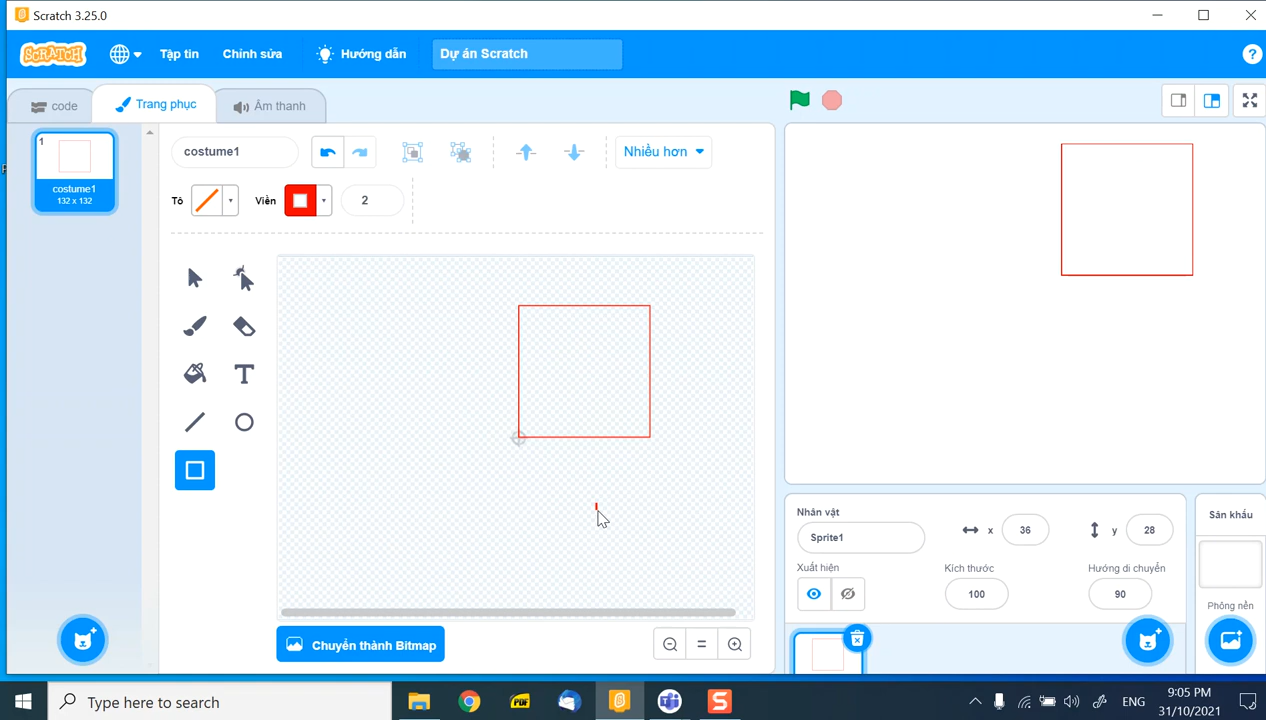 Scratch 3.25.0
SCRATCH
Tập tin
Chỉnh sửa
Hướng dẫn
Dự án Scratch
?
code
Trang phục
Âm thanh
1
costume1
132 x 132
costume1
Nhiều hơn
Tô
Viền
2
T
Chuyển thành Bitmap
=
Nhân vật
Sprite1
x
36
y
28
Xuất hiện
Kích thước
100
Hướng di chuyển
90
Sân khấu
Phông nền
Type here to search
PDF
S
ENG
9:05 PM
31/10/2021